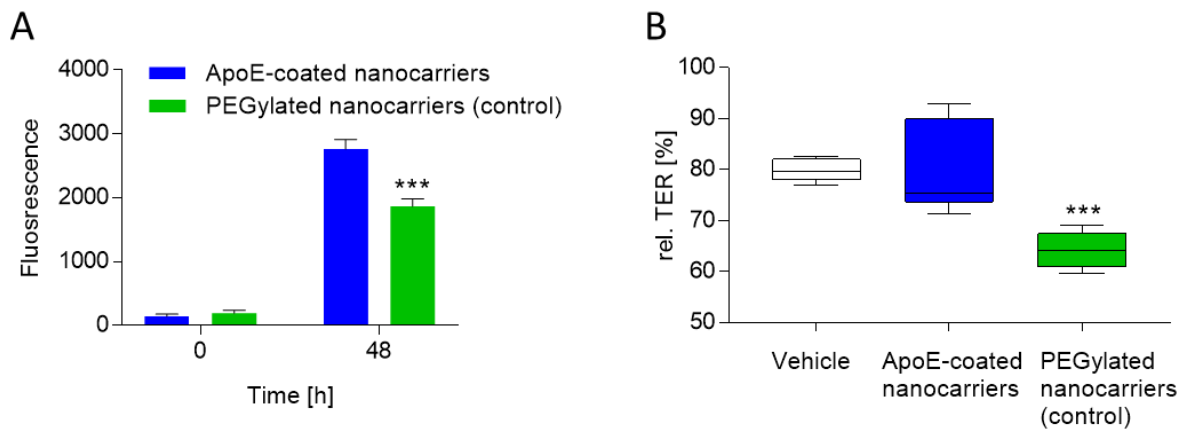 A
4000
3000
2000
1000
0
Fluosrescence
ApoE-coated nanocarriers
PEGylated nanocarriers (control)
***
0
48
Time [h]
B
100
90
80
70
60
50
rel. TER [%]
***
Vehicle
ApoE-coated
nanocarriers
PEGylated
nanocarriers
(control)